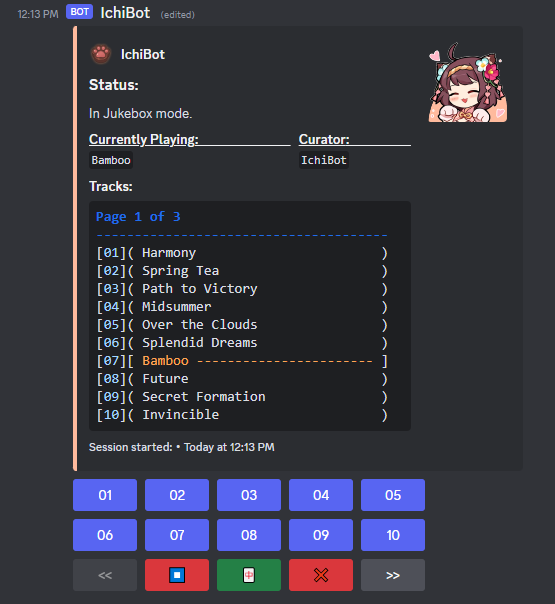 12:13 PM BOT IchiBot (edited)
IchiBot
Status:
In Jukebox mode.
Currently Playing: Curator:
Bamboo IchiBot
Tracks:
Page 1 of 3
--------------------------------------
[01]( Harmony )
[02]( Spring Tea )
[03]( Path to Victory )
[04]( Midsummer )
[05]( Over the Clouds )
[06]( Splendid Dreams )
[07][ Bamboo ----------------------- ]
[08]( Future )
[09]( Secret Formation )
[10]( Invincible )
Session started: • Today at 12:13 PM
01 02 03 04 05
06 07 08 09 10
<< 中 >>